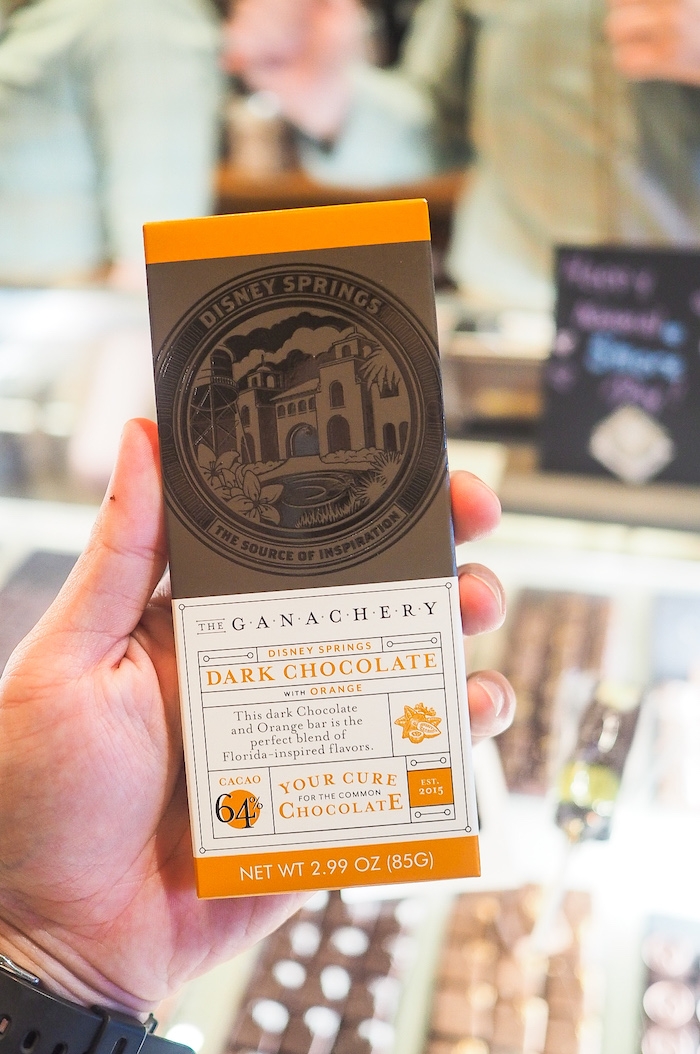 DISNEY SPRINGS
THE SOURCE OF INSPIRATION
THE G·A·N·A·C·H·E·R·Y
DISNEY SPRINGS
DARK CHOCOLATE
WITH ORANGE
This dark Chocolate
and Orange bar is the
perfect blend of
Florida-inspired flavors.
CACAO
64%
YOUR CURE
FOR THE COMMON
CHOCOLATE
EST.
2015
NET WT 2.99 OZ (85G)